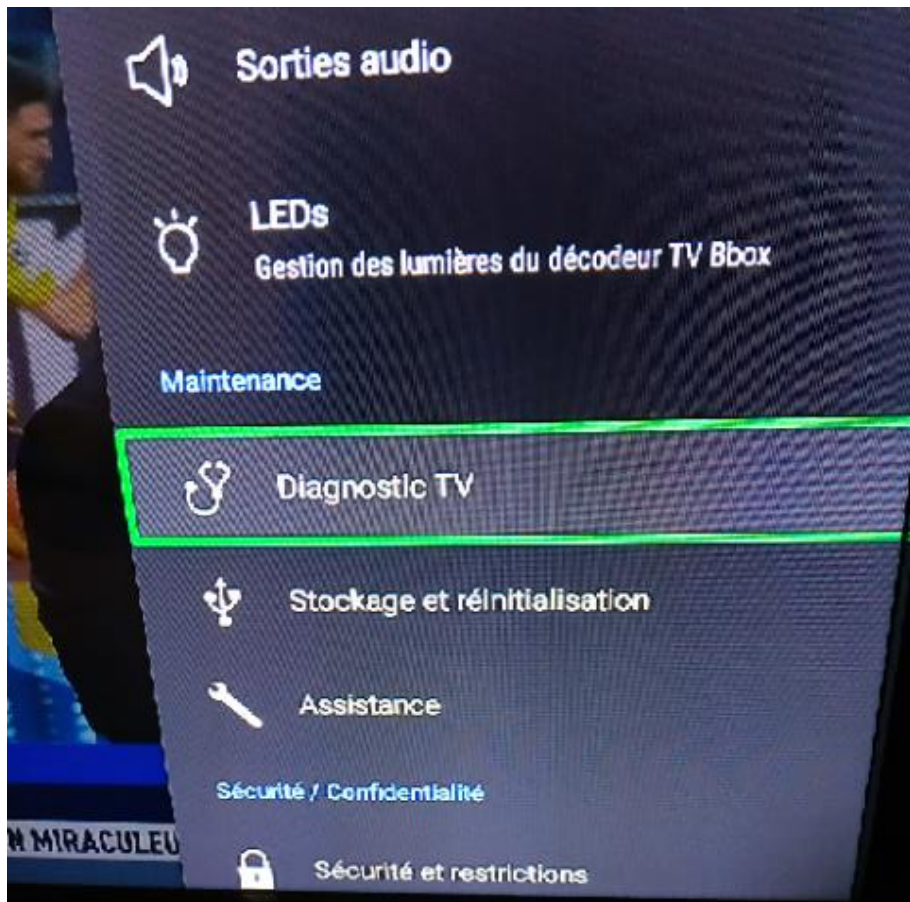 Sorties audio
LEDs
Gestion des lumières du décodeur TV Bbox
Maintenance
Diagnostic TV
Stockage et réinitialisation
Assistance
Sécurité / Confidentialité
N MIRACULEU
Sécurité et restrictions